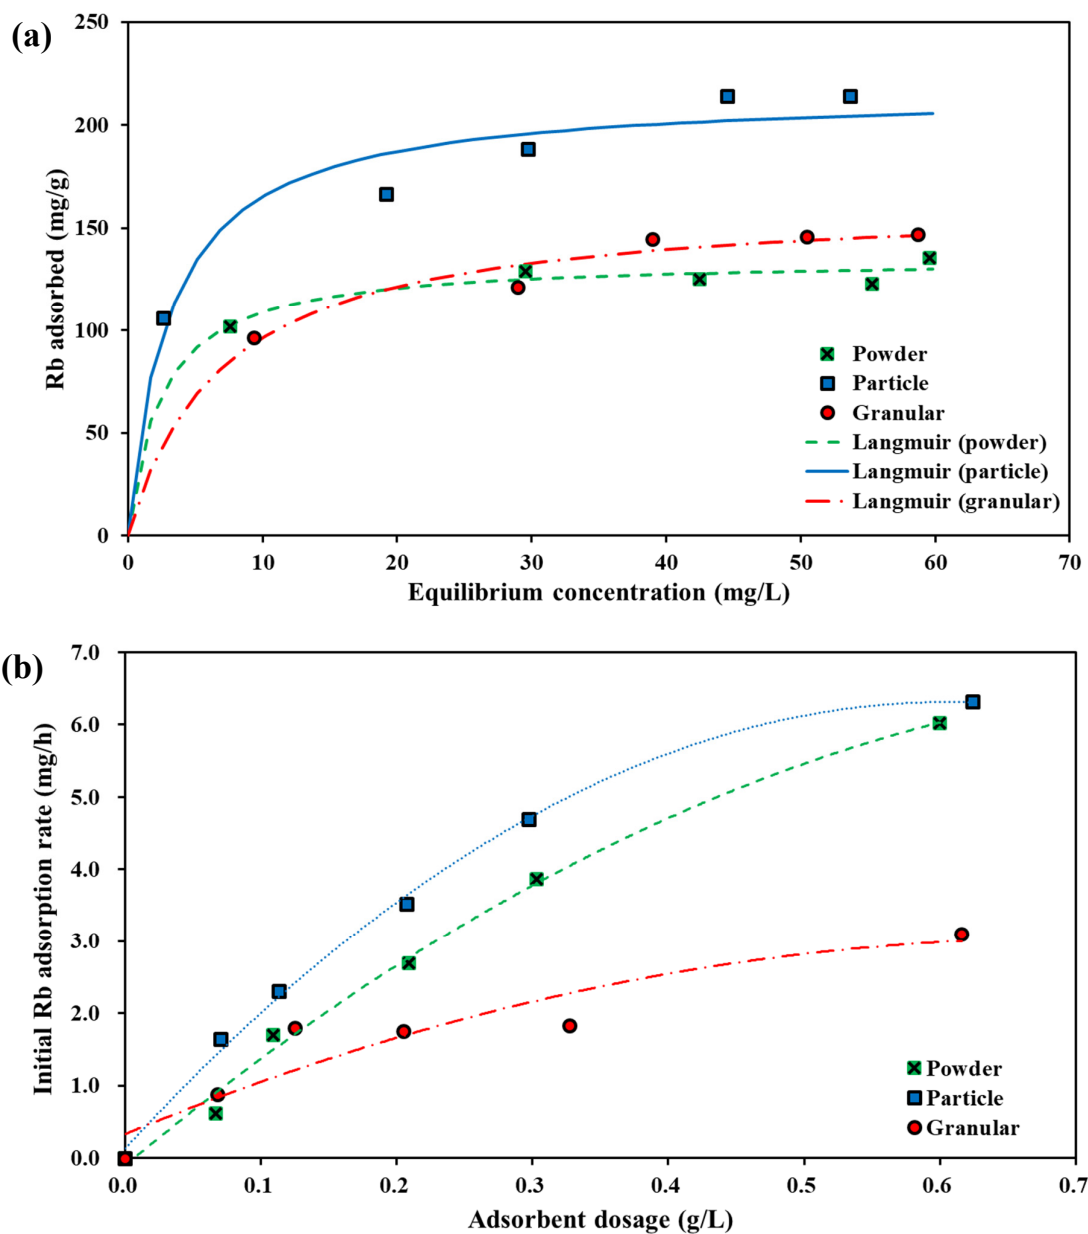 (a)
250
200
150
100
50
0
Rb adsorbed (mg/g)
Powder
Particle
Granular
Langmuir (powder)
Langmuir (particle)
Langmuir (granular)
0 10 20 30 40 50 60 70
Equilibrium concentration (mg/L)
(b)
7.0
6.0
5.0
4.0
3.0
2.0
1.0
0.0
Initial Rb adsorption rate (mg/h)
Powder
Particle
Granular
0.0 0.1 0.2 0.3 0.4 0.5 0.6 0.7
Adsorbent dosage (g/L)